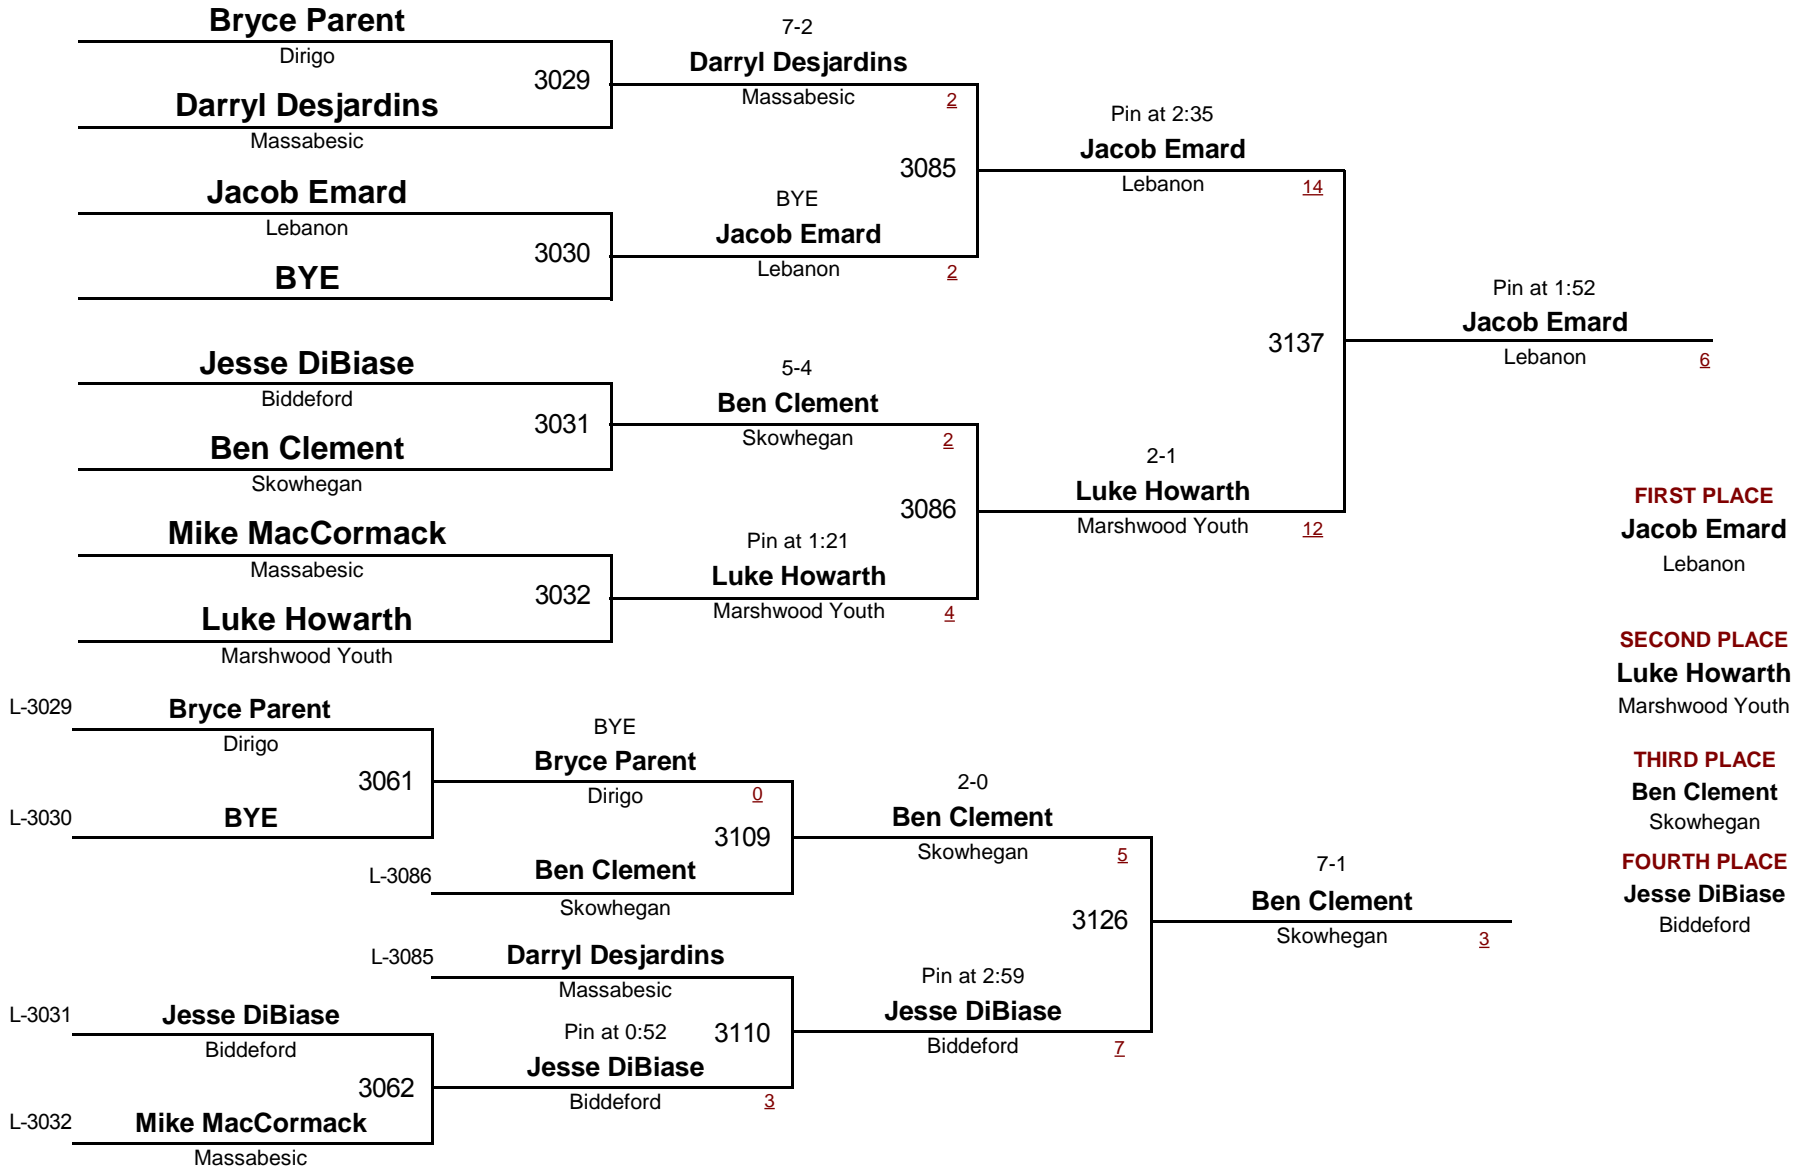 Bryce Parent
Dirigo
3029
Darryl Desjardins
Massabesic
Jacob Emard
Lebanon
3030
BYE
Jesse DiBiase
Biddeford
3031
Ben Clement
Skowhegan
Mike MacCormack
Massabesic
3032
Luke Howarth
Marshwood Youth
7-2
Darryl Desjardins
Massabesic 2
3085
BYE
Jacob Emard
Lebanon 2
5-4
Ben Clement
Skowhegan 2
3086
Pin at 1:21
Luke Howarth
Marshwood Youth 4
Pin at 2:35
Jacob Emard
Lebanon 14
3137
2-1
Luke Howarth
Marshwood Youth 12
Pin at 1:52
Jacob Emard
Lebanon 6
FIRST PLACE
Jacob Emard
Lebanon
SECOND PLACE
Luke Howarth
Marshwood Youth
THIRD PLACE
Ben Clement
Skowhegan
FOURTH PLACE
Jesse DiBiase
Biddeford
L-3029 Bryce Parent
Dirigo
3061
L-3030 BYE
BYE
Bryce Parent
Dirigo 0
3109
L-3086 Ben Clement
Skowhegan
L-3085 Darryl Desjardins
Massabesic
3110
L-3031 Jesse DiBiase
Biddeford
3062
L-3032 Mike MacCormack
Massabesic
Pin at 0:52
Jesse DiBiase
Biddeford 3
2-0
Ben Clement
Skowhegan 5
3126
Pin at 2:59
Jesse DiBiase
Biddeford 7
7-1
Ben Clement
Skowhegan 3